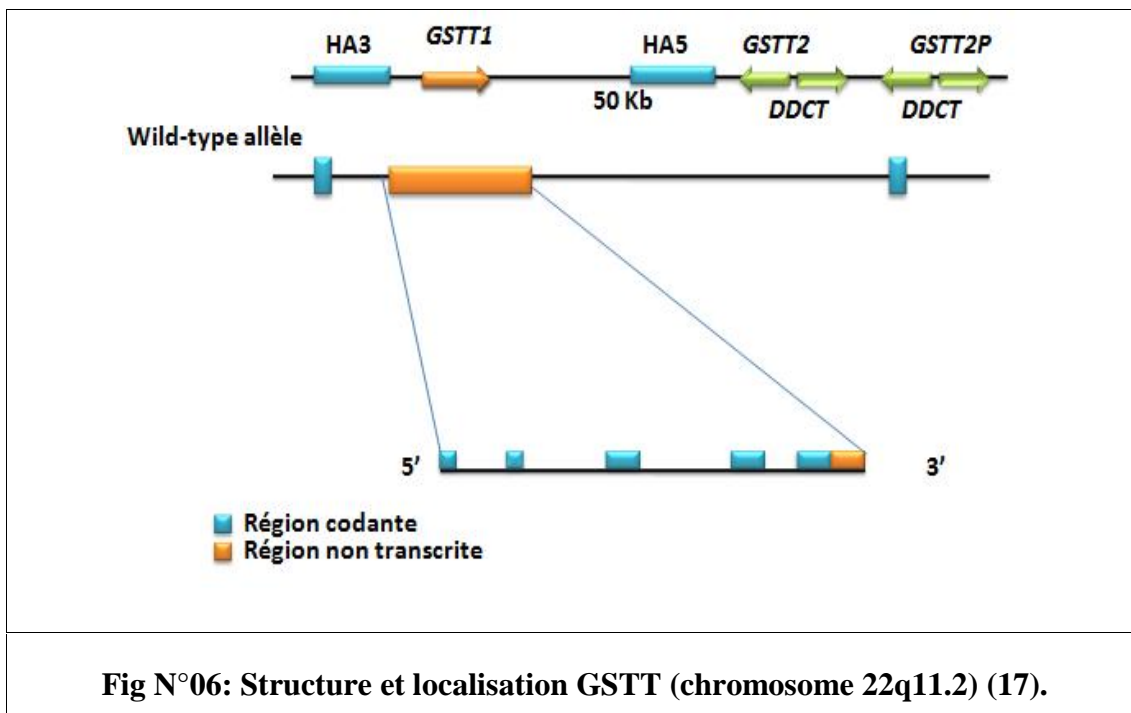 HA3 GSTT1 HA5 GSTT2 GSTT2P
50 Kb DDCT DDCT
Wild-type allèle
5' 3'
Région codante
Région non transcrite
Fig N°06: Structure et localisation GSTT (chromosome 22q11.2) (17).